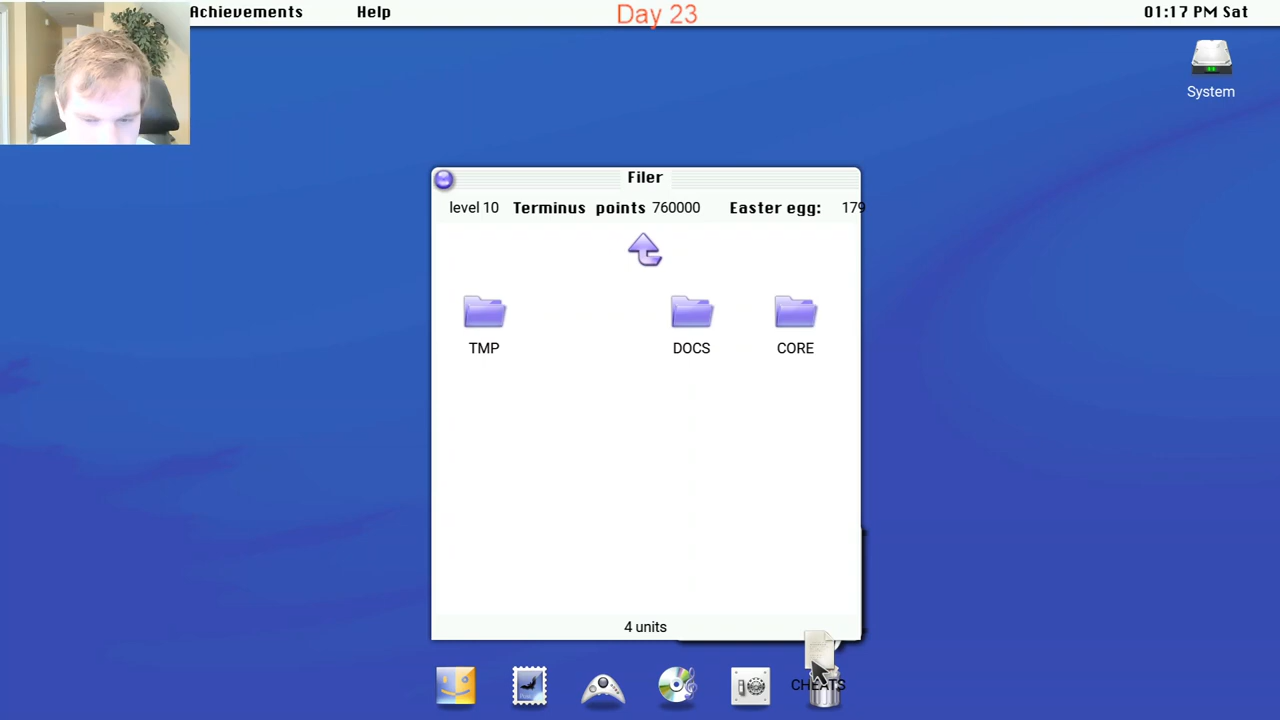 Achievements Help Day 23 01:17 PM Sat
System
Filer
level 10 Terminus points 760000 Easter egg: 179
TMP DOCS CORE
4 units
CHEATS